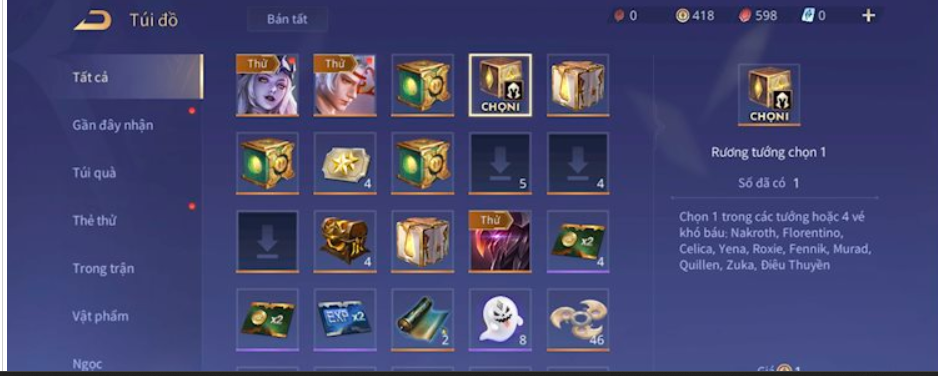 Túi đồ
Bán tất
0
418
598
0
+
Tất cả
Gần đây nhận
Túi quà
Thẻ thử
Trong trận
Vật phẩm
Ngọc
Thử
Thử
CHỌN1
4
5
4
4
Thử
x2
4
x2
EXP x2
2
8
46
CHỌN1
Rương tướng chọn 1
Số đã có 1
Chọn 1 trong các tướng hoặc 4 vé
khó báu: Nakroth, Florentino,
Celica, Yena, Roxie, Fennik, Murad,
Quillen, Zuka, Điêu Thuyền
Giá 1